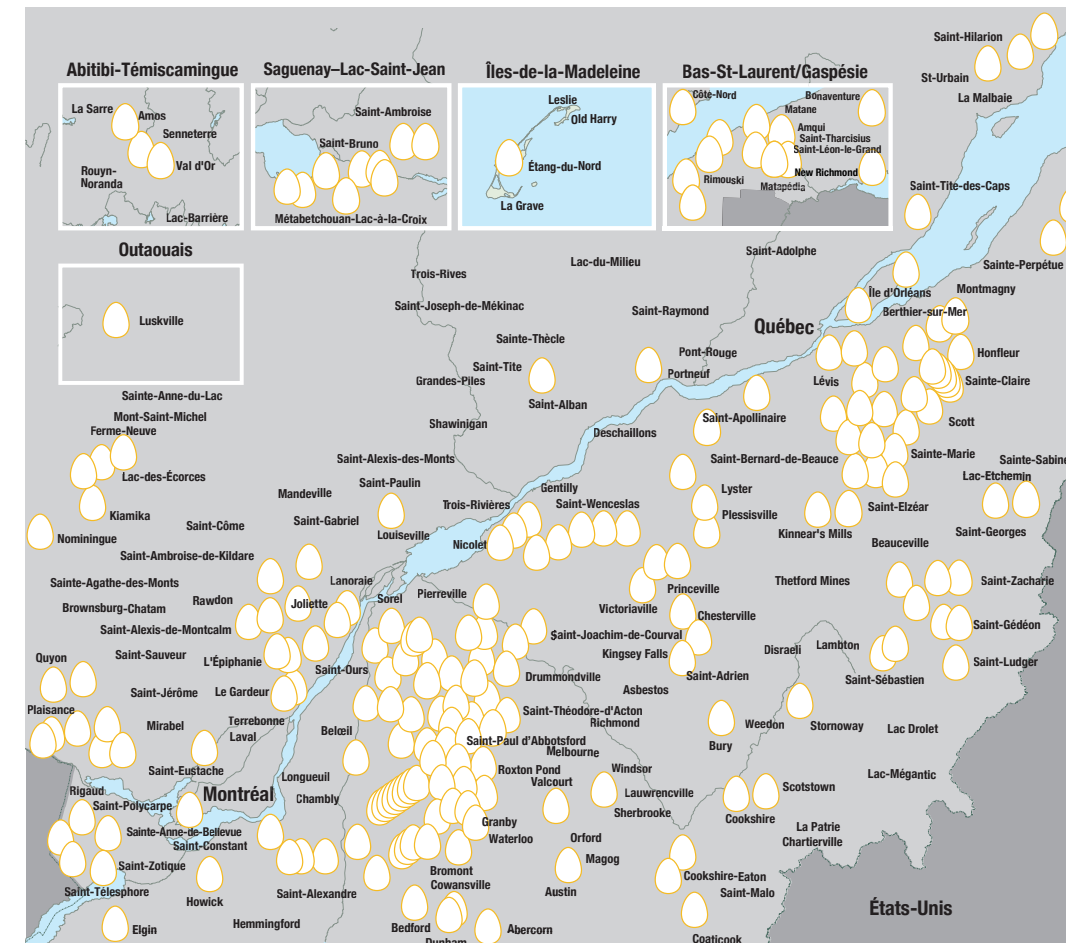 Saint-Hilarion
St-Urbain
La Malbaie
Abitibi-Témiscamingue
La Sarre
Amos
Senneterre
Val d'Or
Rouyn-
Noranda
Lac-Barrière
Saguenay–Lac-Saint-Jean
Saint-Ambroise
Saint-Bruno
Métabetchouan-Lac-à-la-Croix
Îles-de-la-Madeleine
Leslie
Old Harry
Étang-du-Nord
La Grave
Bas-St-Laurent/Gaspésie
Côte-Nord
Bonaventure
Matane
Amqui
Saint-Tharcisius
Saint-Léon-le-Grand
New Richmond
Rimouski
Matapédia
Outaouais
Luskville
Saint-Tite-des-Caps
Saint-Adolphe
Lac-du-Milieu
Sainte-Perpétue
Trois-Rives
Île d'Orléans
Montmagny
Saint-Joseph-de-Mékinac
Saint-Raymond
Berthier-sur-Mer
Québec
Sainte-Thècle
Pont-Rouge
Honfleur
Saint-Tite
Portneuf
Grandes-Piles
Lévis
Sainte-Claire
Sainte-Anne-du-Lac
Saint-Alban
Mont-Saint-Michel
Saint-Apollinaire
Scott
Shawinigan
Ferme-Neuve
Deschaillons
Saint-Alexis-des-Monts
Saint-Bernard-de-Beauce
Sainte-Marie
Sainte-Sabine
Lac-des-Écorces
Saint-Paulin
Lac-Etchemin
Gentilly
Lyster
Mandeville
Trois-Rivières
Saint-Wenceslas
Saint-Elzéar
Kiamika
Plessisville
Saint-Côme
Saint-Gabriel
Louiseville
Kinnear's Mills
Saint-Georges
Nominingue
Nicolet
Beauceville
Saint-Ambroise-de-Kildare
Sainte-Agathe-des-Monts
Lanoraie
Thetford Mines
Saint-Zacharie
Princeville
Brownsburg-Chatam
Rawdon
Joliette
Sorel
Pierreville
Victoriaville
Chesterville
Saint-Alexis-de-Montcalm
Saint-Joachim-de-Courval
Saint-Gédéon
Disraeli
Lambton
Quyon
Saint-Sauveur
L'Épiphanie
Saint-Ours
Kingsey Falls
Saint-Ludger
Drummondville
Saint-Adrien
Saint-Sébastien
Saint-Jérôme
Le Gardeur
Asbestos
Plaisance
Saint-Théodore-d'Acton
Terrebonne
Richmond
Weedon
Stornoway
Lac Drolet
Mirabel
Laval
Belœil
Saint-Paul d'Abbotsford
Bury
Melbourne
Saint-Eustache
Longueuil
Roxton Pond
Windsor
Lac-Mégantic
Valcourt
Rigaud
Montréal
Chambly
Lauwrencville
Scotstown
Saint-Polycarpe
Sherbrooke
Cookshire
Granby
La Patrie
Sainte-Anne-de-Bellevue
Waterloo
Orford
Chartierville
Saint-Constant
Magog
Saint-Zotique
Bromont
Cookshire-Eaton
Cowansville
Saint-Télesphore
Saint-Alexandre
Austin
Saint-Malo
Howick
États-Unis
Hemmingford
Bedford
Abercorn
Elgin
Dunham
Coaticook